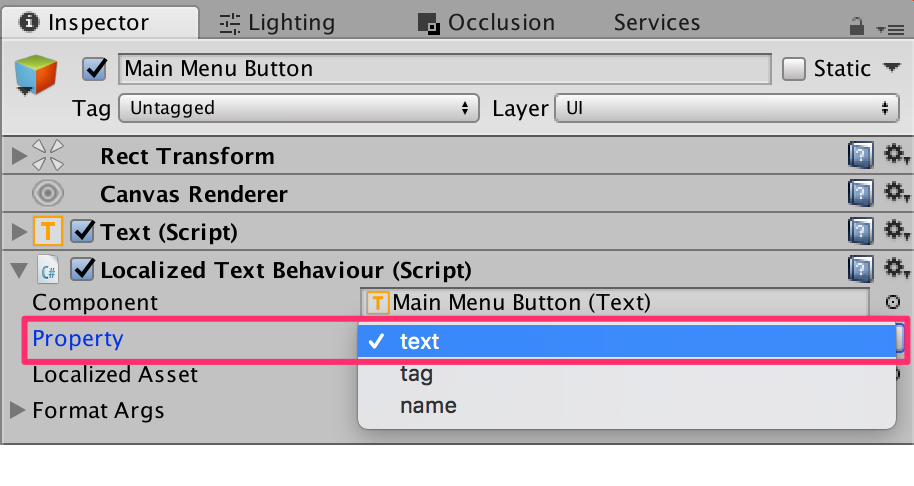 Inspector Lighting Occlusion Services
Main Menu Button Static
Tag Untagged Layer UI
Rect Transform
Canvas Renderer
T Text (Script)
C# Localized Text Behaviour (Script)
Component T Main Menu Button (Text)
Property text
Localized Asset tag
Format Args name